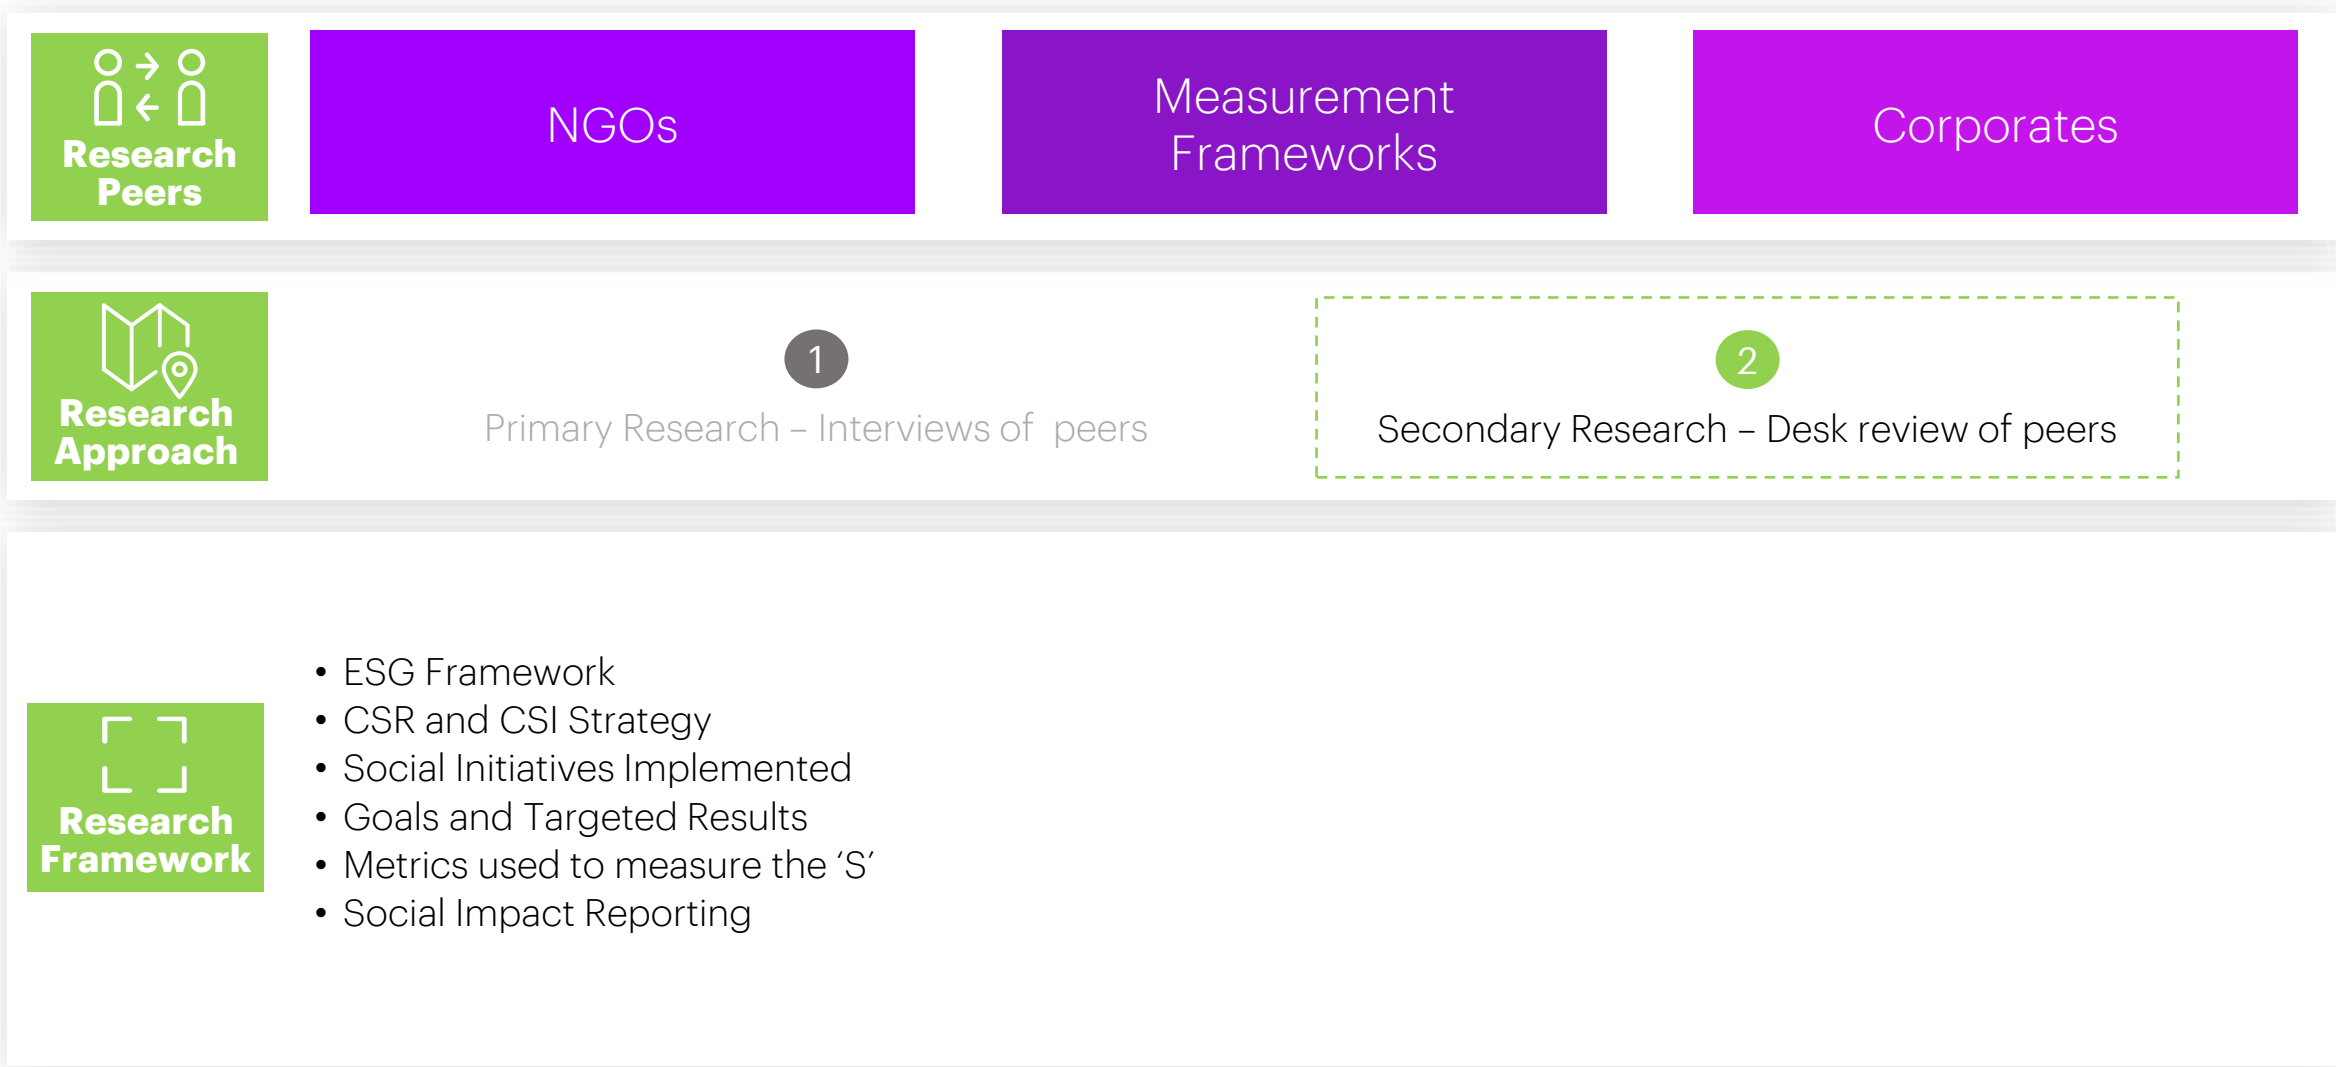 Research
Peers
NGOs
Measurement
Frameworks
Corporates
Research
Approach
1
Primary Research – Interviews of  peers
2
Secondary Research – Desk review of peers
Research
Framework
• ESG Framework
• CSR and CSI Strategy
• Social Initiatives Implemented
• Goals and Targeted Results
• Metrics used to measure the ‘S’
• Social Impact Reporting